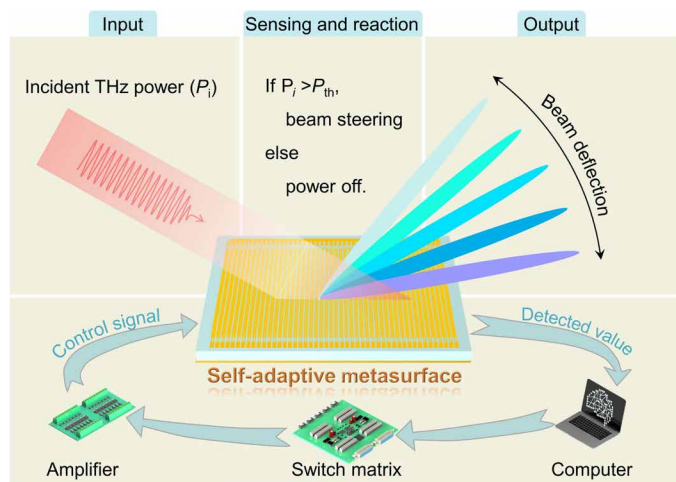 Input
Sensing and reaction
Output
Incident THz power (Pi)
If Pi >Pth,
beam steering
else
power off.
Beam deflection
Control signal
Detected value
Self-adaptive metasurface
Amplifier
Switch matrix
Computer